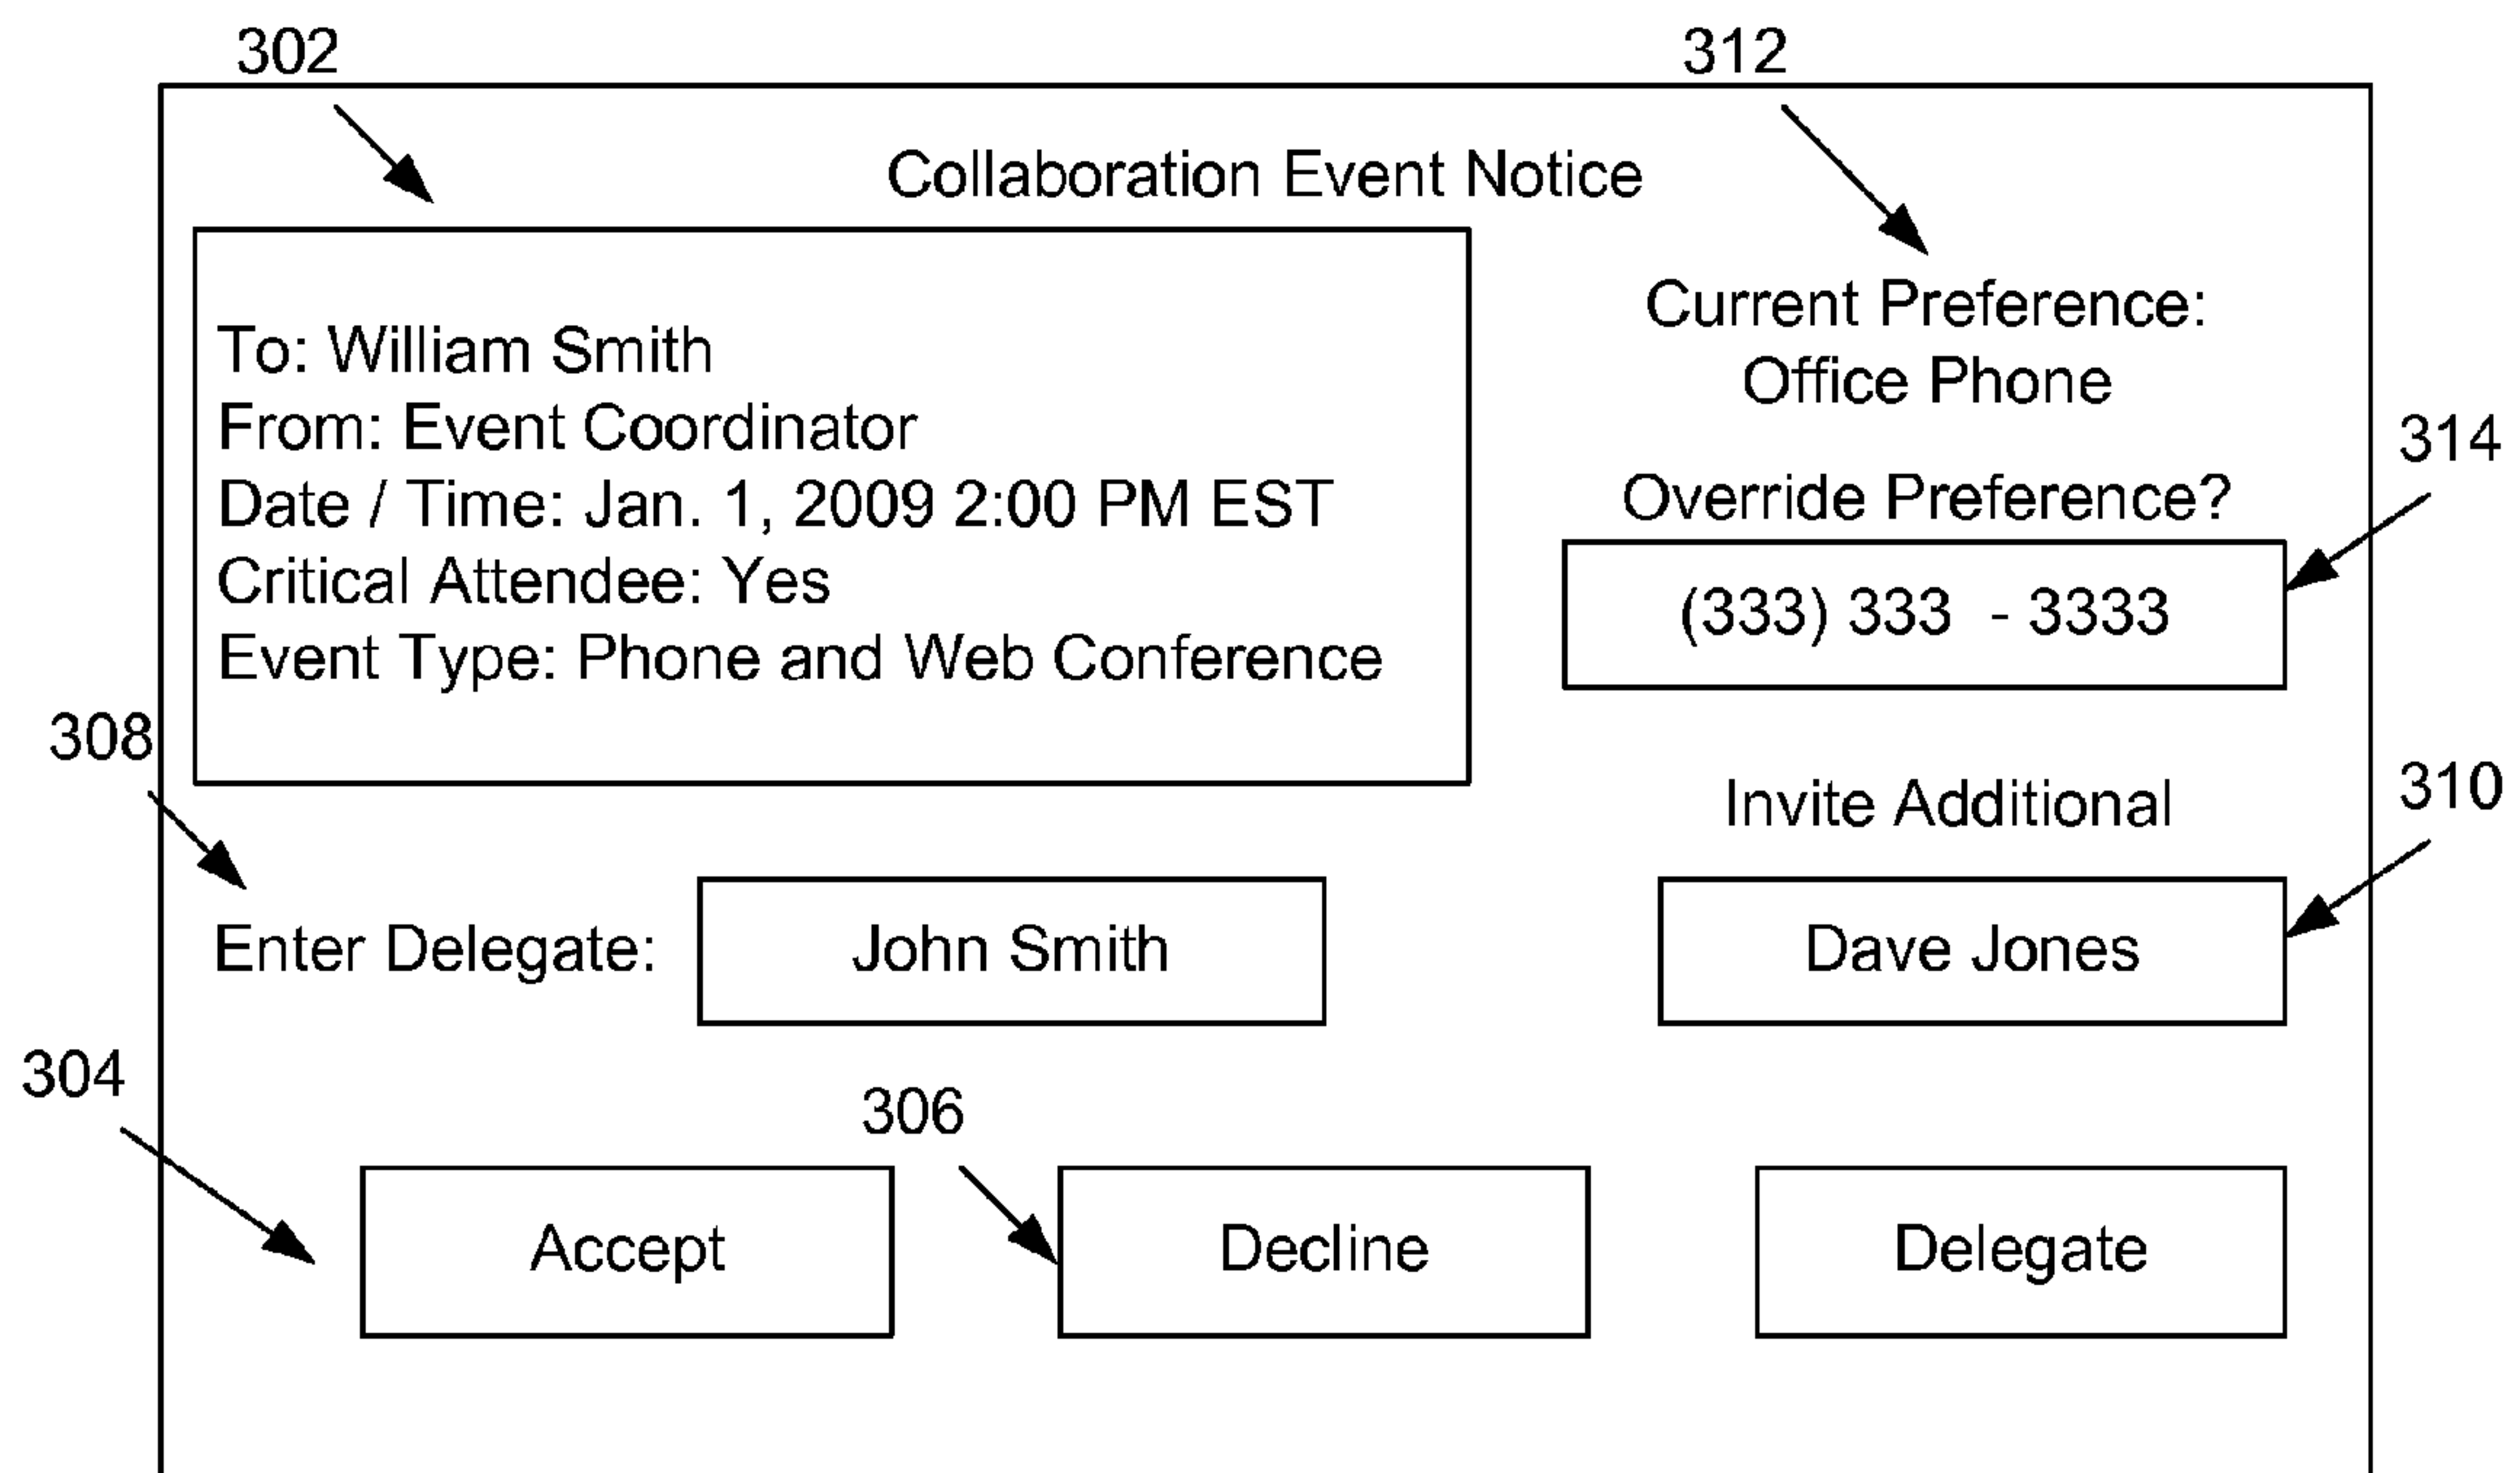 302
312
Collaboration Event Notice
To: William Smith
From: Event Coordinator
Date / Time: Jan. 1, 2009 2:00 PM EST
Critical Attendee: Yes
Event Type: Phone and Web Conference
Current Preference:
Office Phone
314
Override Preference?
(333) 333 - 3333
308
Invite Additional
310
Enter Delegate:
John Smith
Dave Jones
304
306
Accept
Decline
Delegate